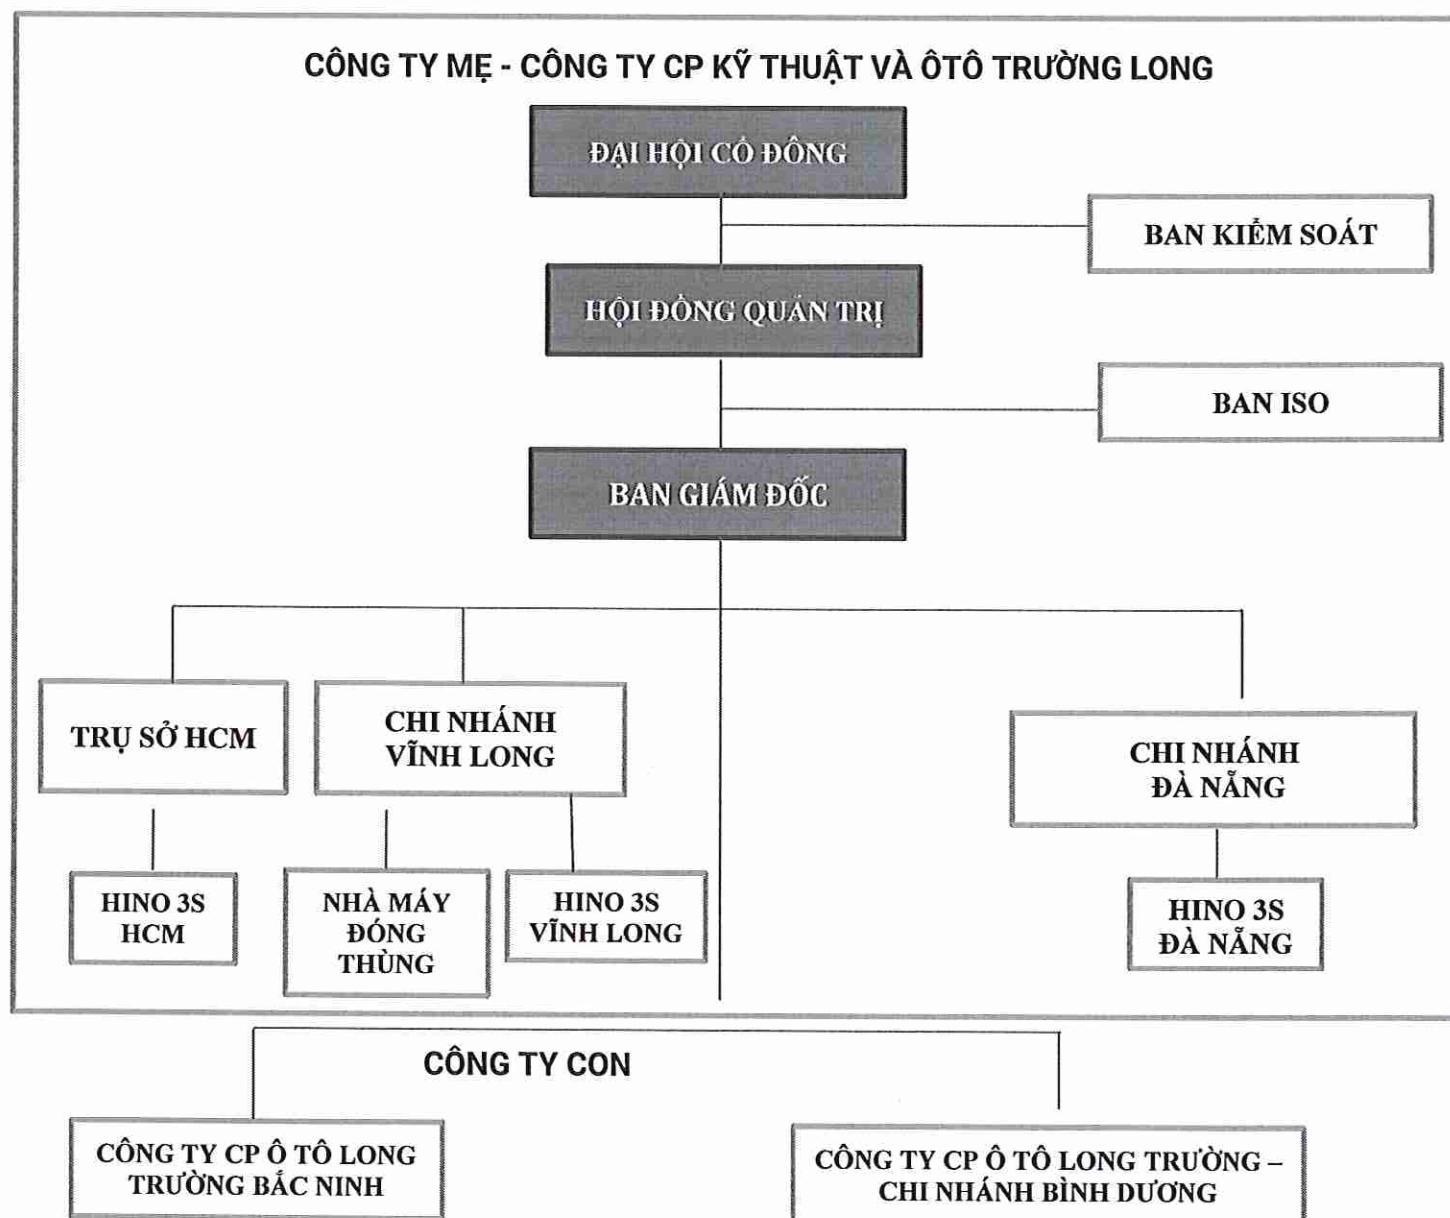 CÔNG TY MẸ - CÔNG TY CP KỸ THUẬT VÀ ÔTÔ TRƯỜNG LONG
ĐẠI HỘI CỔ ĐÔNG
BAN KIỂM SOÁT
HỘI ĐỒNG QUẢN TRỊ
BAN ISO
BAN GIÁM ĐỐC
TRỤ SỞ HCM
CHI NHÁNH
VĨNH LONG
CHI NHÁNH
ĐÀ NẴNG
HINO 3S
HCM
NHÀ MÁY
ĐÓNG
THÙNG
HINO 3S
VĨNH LONG
HINO 3S
ĐÀ NẴNG
CÔNG TY CON
CÔNG TY CP Ô TÔ LONG
TRƯỜNG BẮC NINH
CÔNG TY CP Ô TÔ LONG TRƯỜNG –
CHI NHÁNH BÌNH DƯƠNG